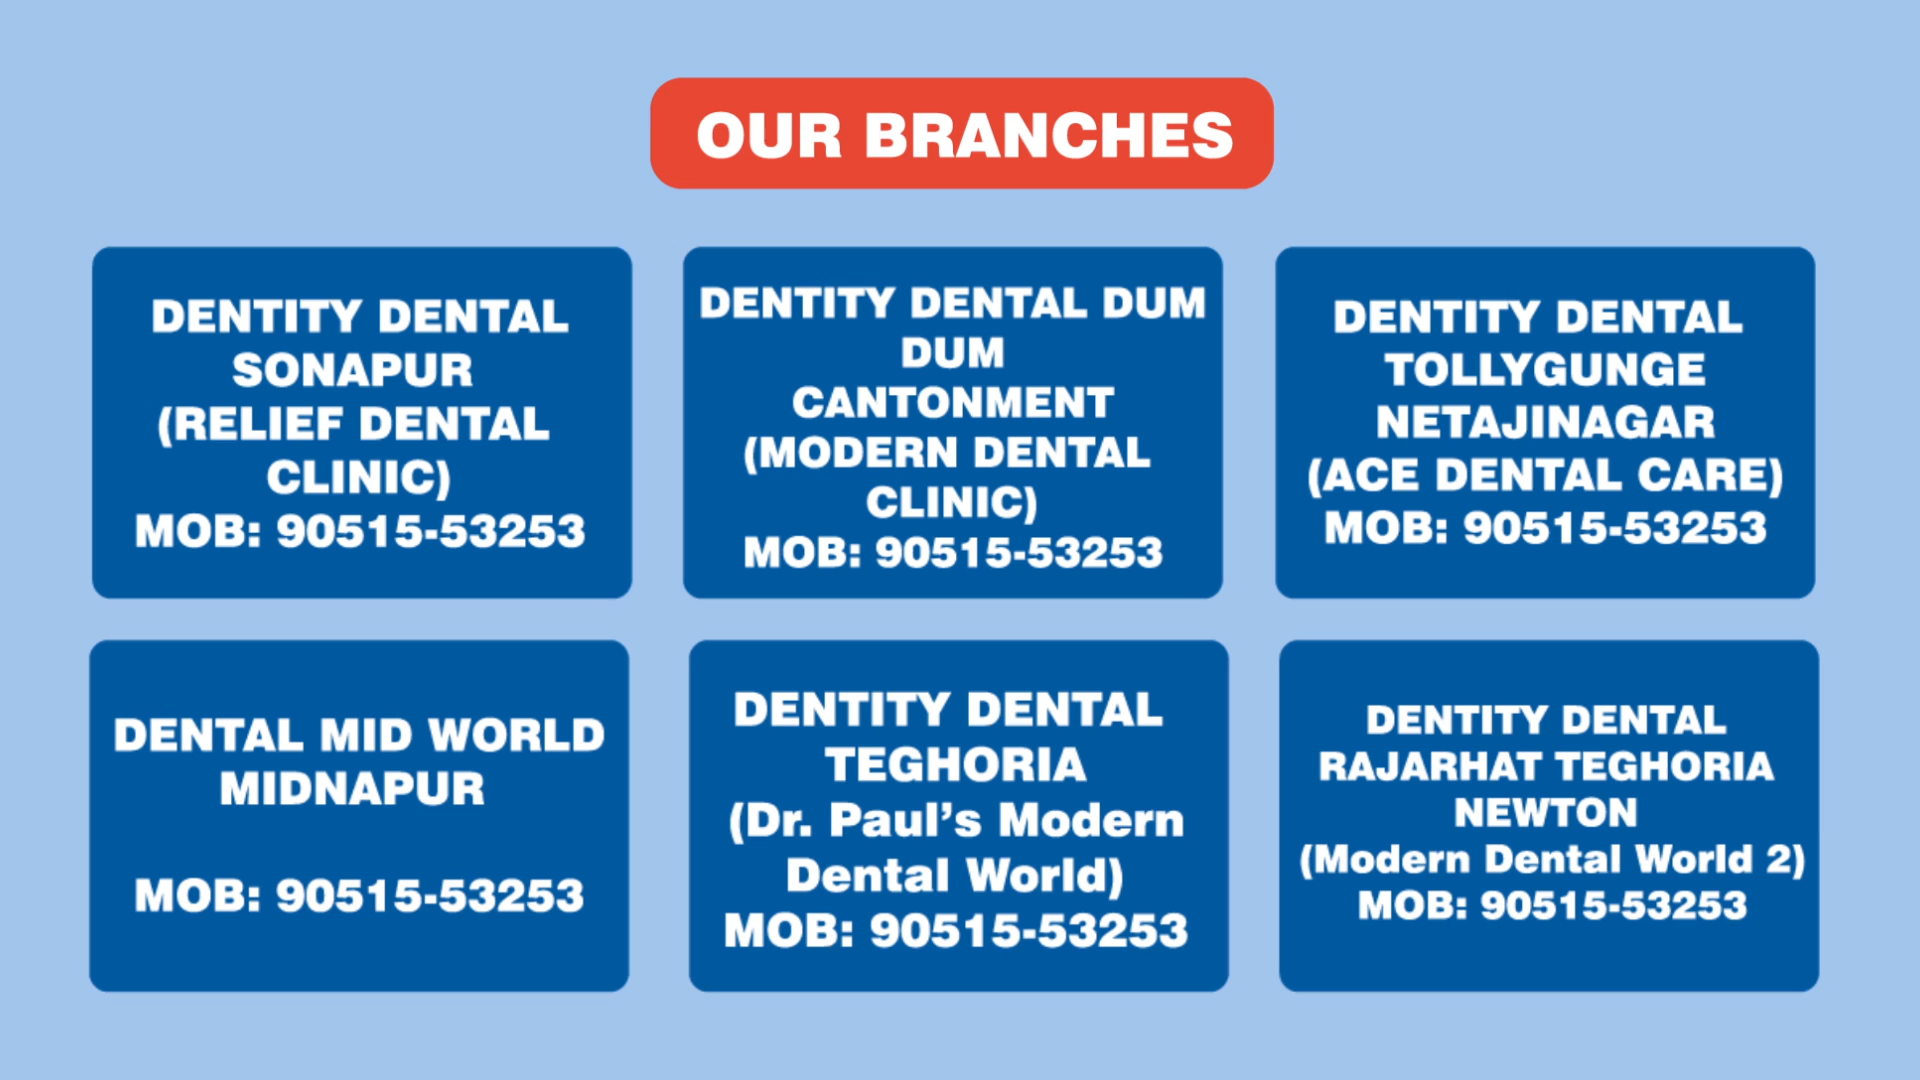 OUR BRANCHES
DENTITY DENTAL
SONAPUR
(RELIEF DENTAL
CLINIC)
MOB: 90515-53253
DENTITY DENTAL DUM
DUM
CANTONMENT
(MODERN DENTAL
CLINIC)
MOB: 90515-53253
DENTITY DENTAL
TOLLYGUNGE
NETAJINAGAR
(ACE DENTAL CARE)
MOB: 90515-53253
DENTAL MID WORLD
MIDNAPUR
MOB: 90515-53253
DENTITY DENTAL
TEGHORIA
(Dr. Paul’s Modern
Dental World)
MOB: 90515-53253
DENTITY DENTAL
RAJARHAT TEGHORIA
NEWTON
(Modern Dental World 2)
MOB: 90515-53253